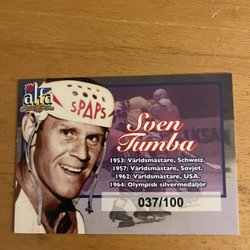 alfa
SPAPS
Sven
Tumba
1953: Världsmästare, Schweiz.
1957: Världsmästare, Sovjet.
1962: Världsmästare, USA.
1964: Olympisk silvermedaljör
037/100